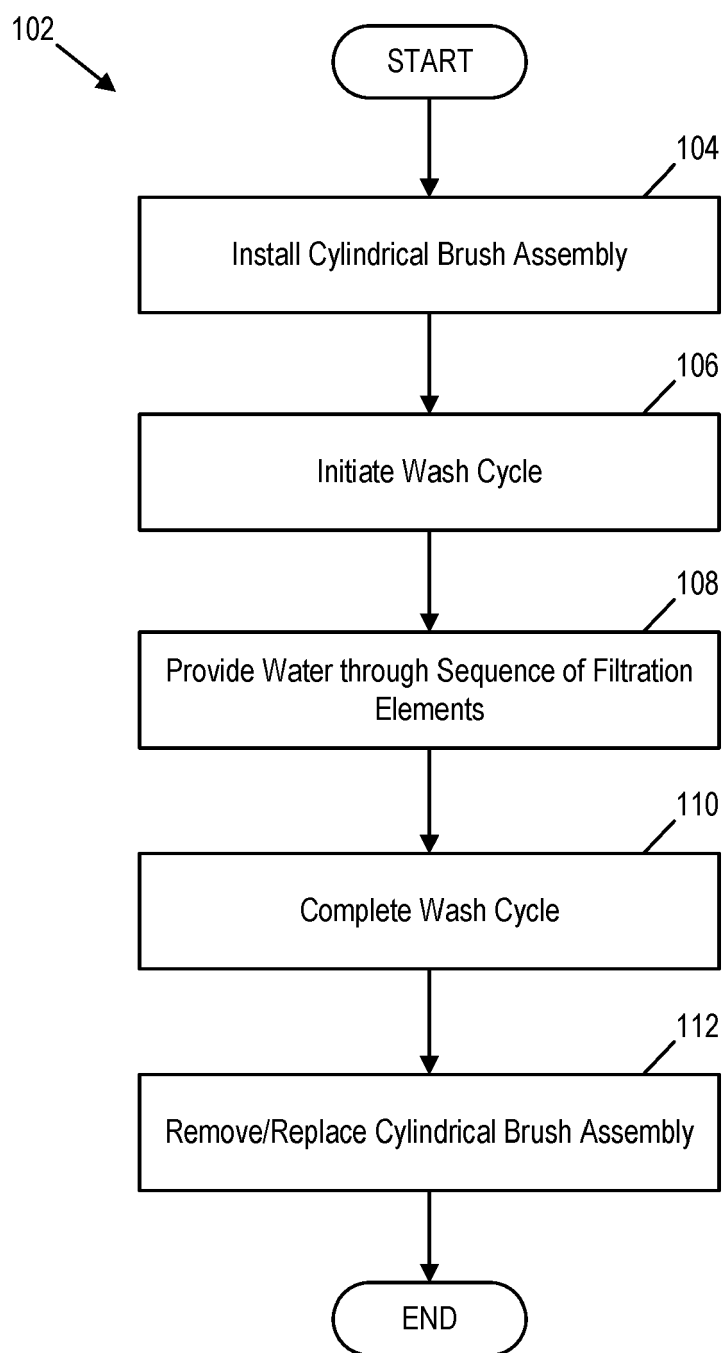 102
START
104
Install Cylindrical Brush Assembly
106
Initiate Wash Cycle
108
Provide Water through Sequence of Filtration
Elements
110
Complete Wash Cycle
112
Remove/Replace Cylindrical Brush Assembly
END